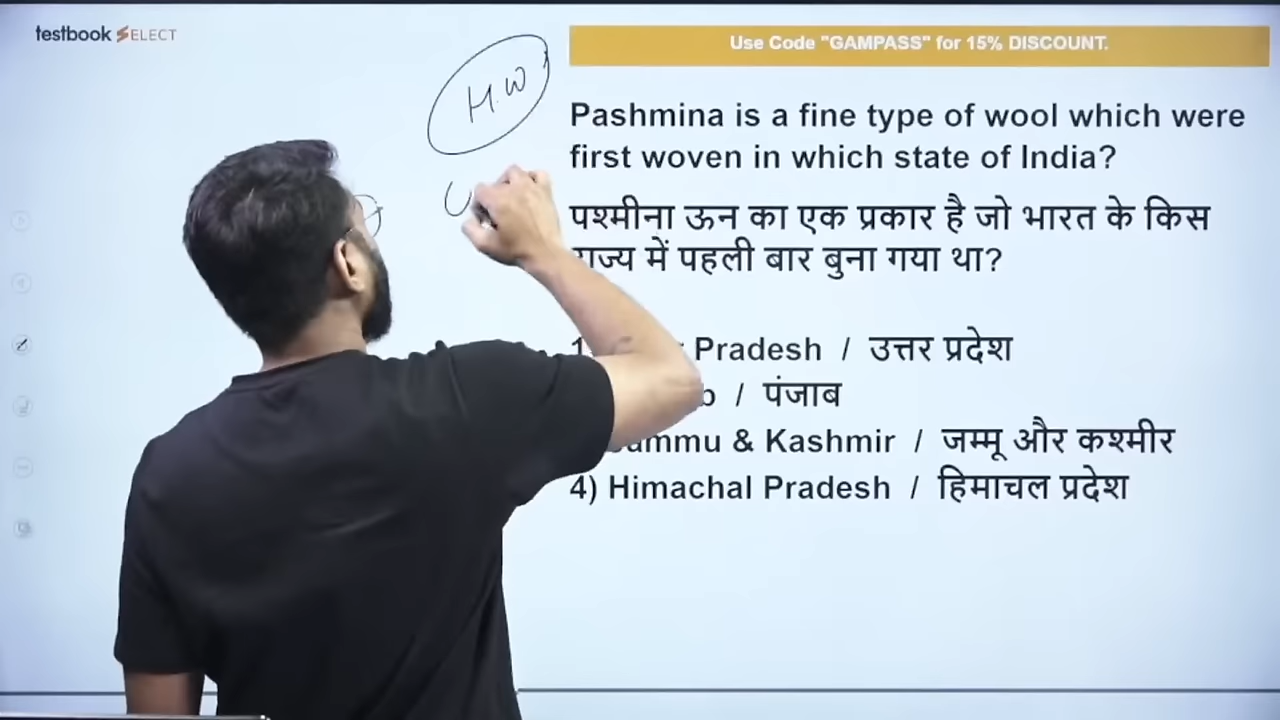 testbook SELECT
Use Code "GAMPASS" for 15% DISCOUNT.
H.W
Pashmina is a fine type of wool which were
first woven in which state of India?
पश्मीना ऊन का एक प्रकार है जो भारत के किस
राज्य में पहली बार बुना गया था?
Pradesh / उत्तर प्रदेश
/ पंजाब
Jammu & Kashmir / जम्मू और कश्मीर
4) Himachal Pradesh / हिमाचल प्रदेश